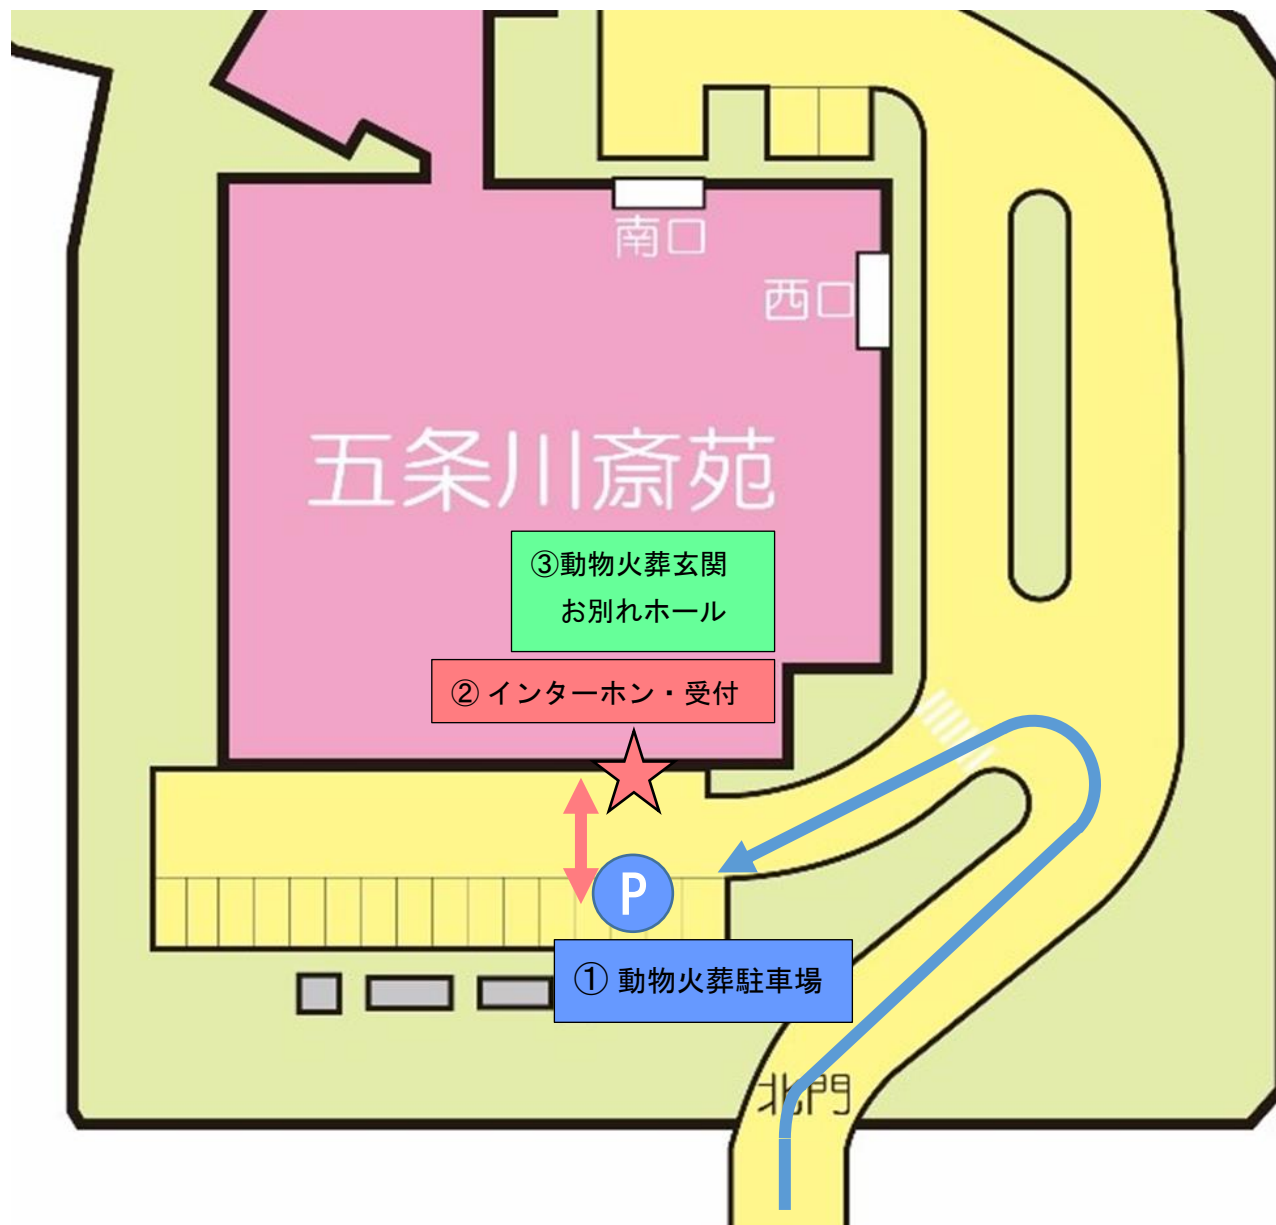 南口
西口
五条川斎苑
③動物火葬玄関
お別れホール
② インターホン・受付
P
① 動物火葬駐車場
北門